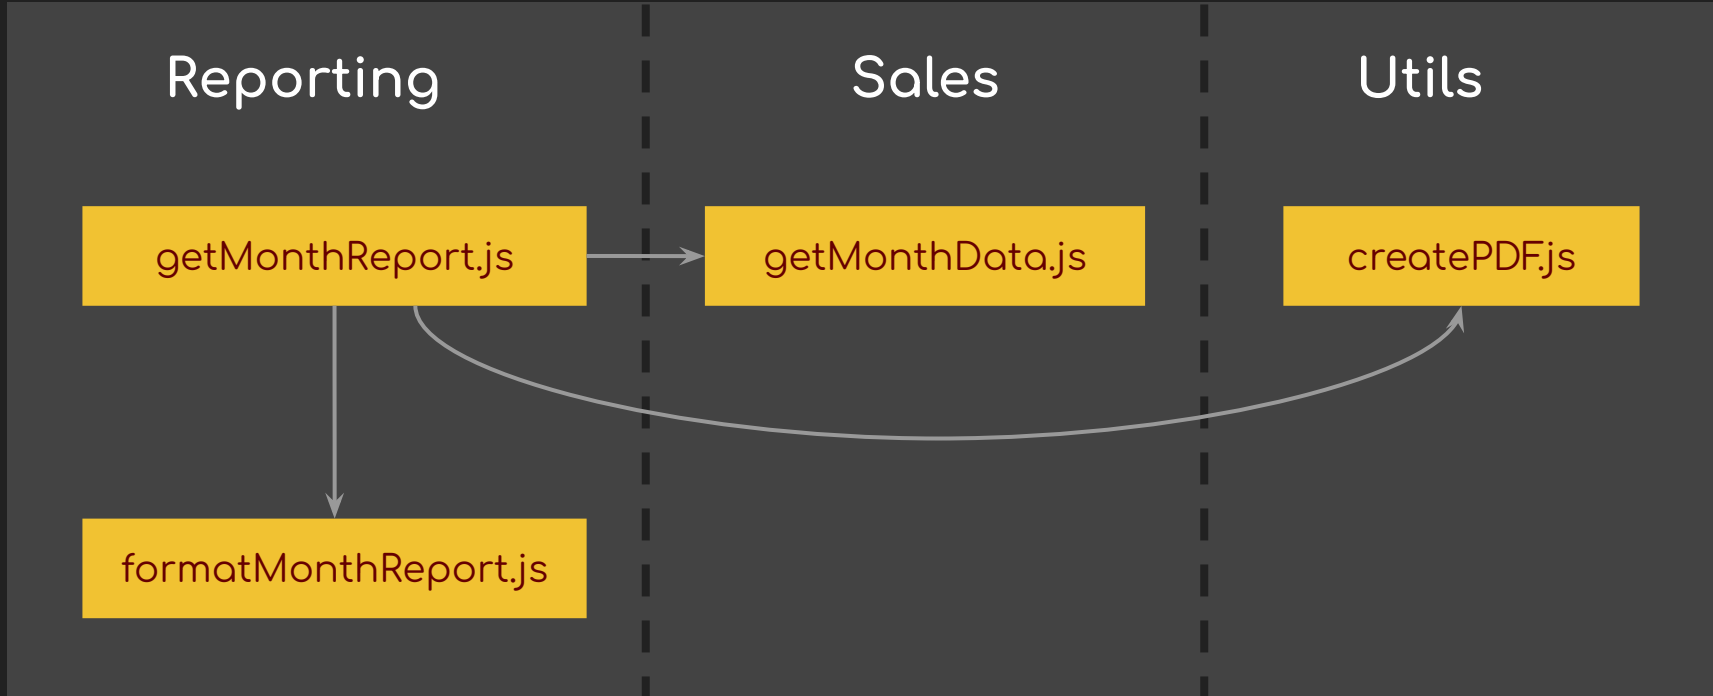 Reporting
Sales
Utils
getMonthReport.js
getMonthData.js
createPDF.js
formatMonthReport.js